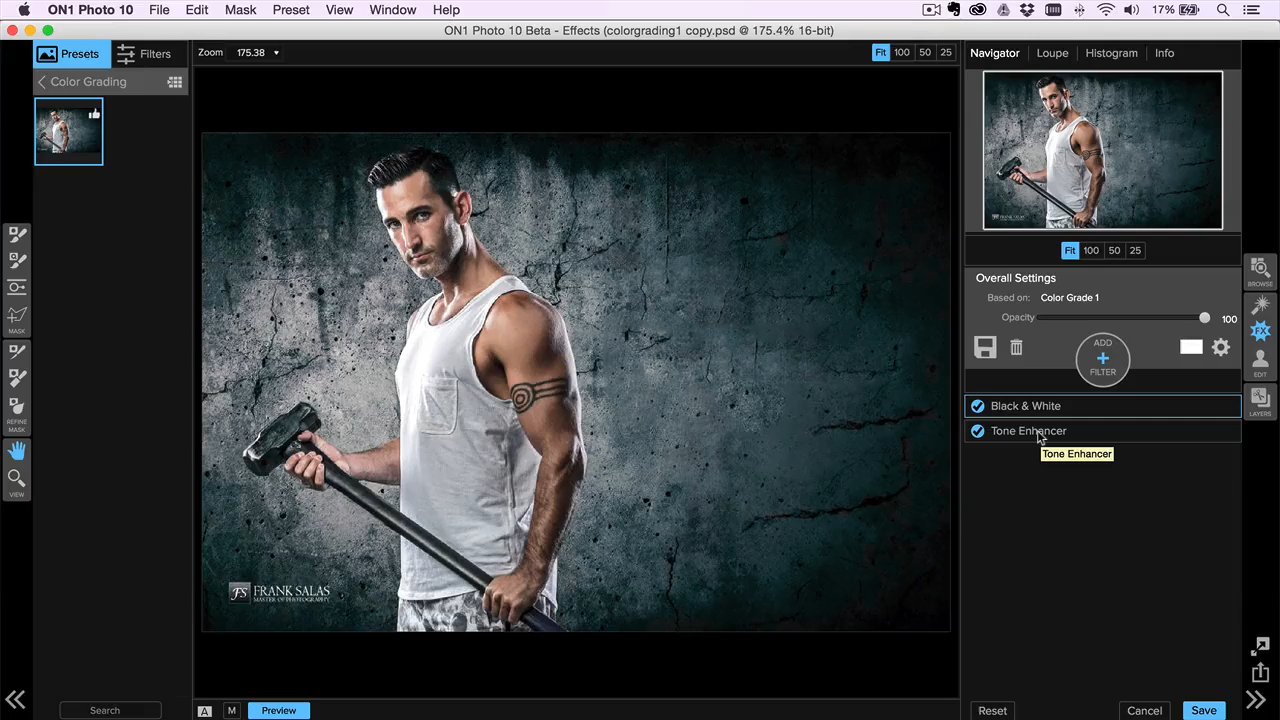 ON1 Photo 10 File Edit Mask Preset View Window Help 17%
ON1 Photo 10 Beta - Effects (colorgrading1 copy.psd @ 175.4% 16-bit)
Presets Filters Zoom 175.38 Fit 100 50 25 Navigator Loupe Histogram Info
Color Grading
Fit 100 50 25
Overall Settings
Based on: Color Grade 1
Opacity 100
ADD
+
FILTER
Black & White
Tone Enhancer
Tone Enhancer
MASK
REFINE
MASK
VIEW
BROWSE
FX
EDIT
LAYERS
FS FRANK SALAS
MASTER OF PHOTOGRAPHY
Search A M Preview Reset Cancel Save